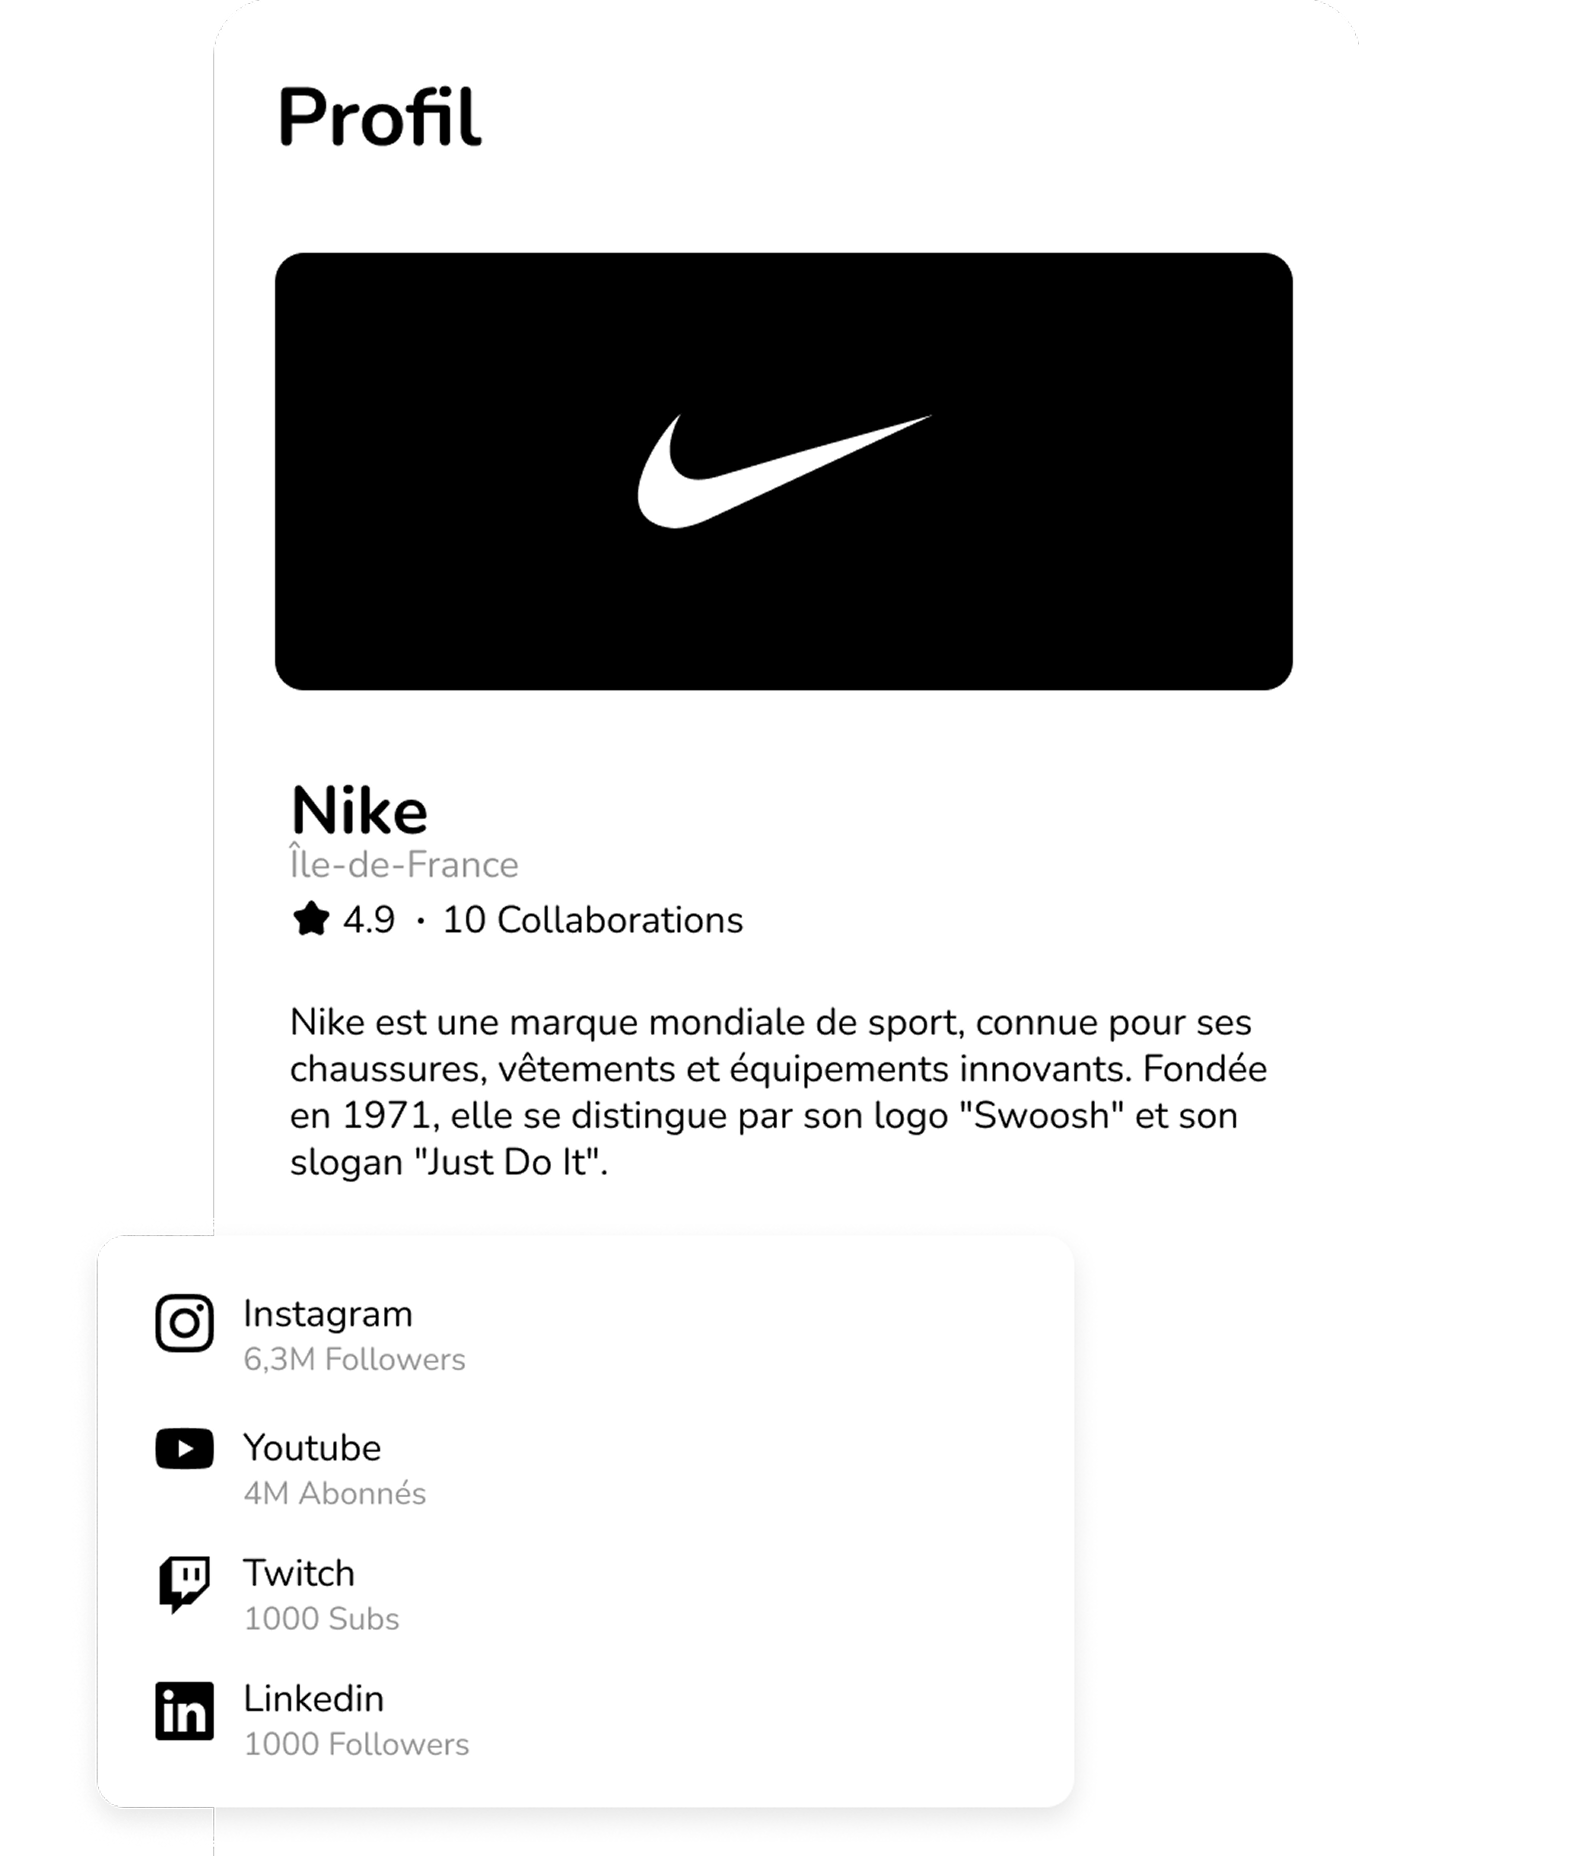 Profil
Nike
Île-de-France
4.9 · 10 Collaborations
Nike est une marque mondiale de sport, connue pour ses
chaussures, vêtements et équipements innovants. Fondée
en 1971, elle se distingue par son logo "Swoosh" et son
slogan "Just Do It".
Instagram
6,3M Followers
Youtube
4M Abonnés
Twitch
1000 Subs
Linkedin
1000 Followers